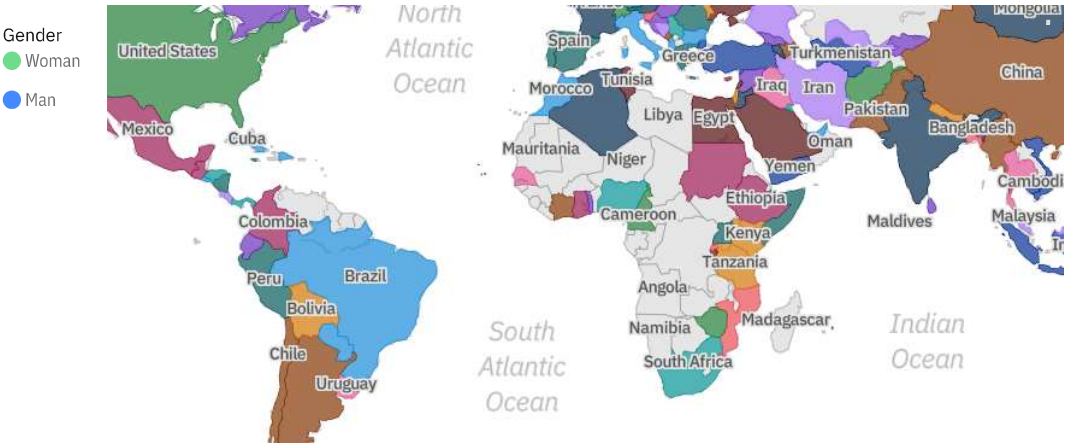 Gender
Woman
Man
North
Atlantic
Ocean
United States
Mexico
Cuba
Colombia
Peru
Brazil
Bolivia
Chile
Uruguay
South
Atlantic
Ocean
Spain
Greece
Turkmenistan
Mongolia
China
Morocco
Tunisia
Iraq
Iran
Pakistan
Libya
Egypt
Bangladesh
Oman
Mauritania
Niger
Yemen
Cambodi
Ethiopia
Cameroon
Maldives
Malaysia
Kenya
Tanzania
Angola
Namibia
Madagascar
South Africa
Indian
Ocean